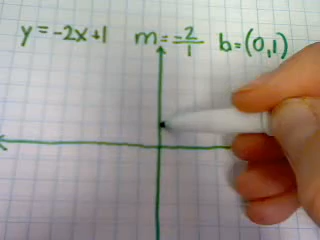 y = -2x+1 m = -2/1 b = (0,1)